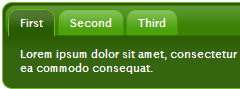 First Second Third
Lorem ipsum dolor sit amet, consectetur
ea commodo consequat.